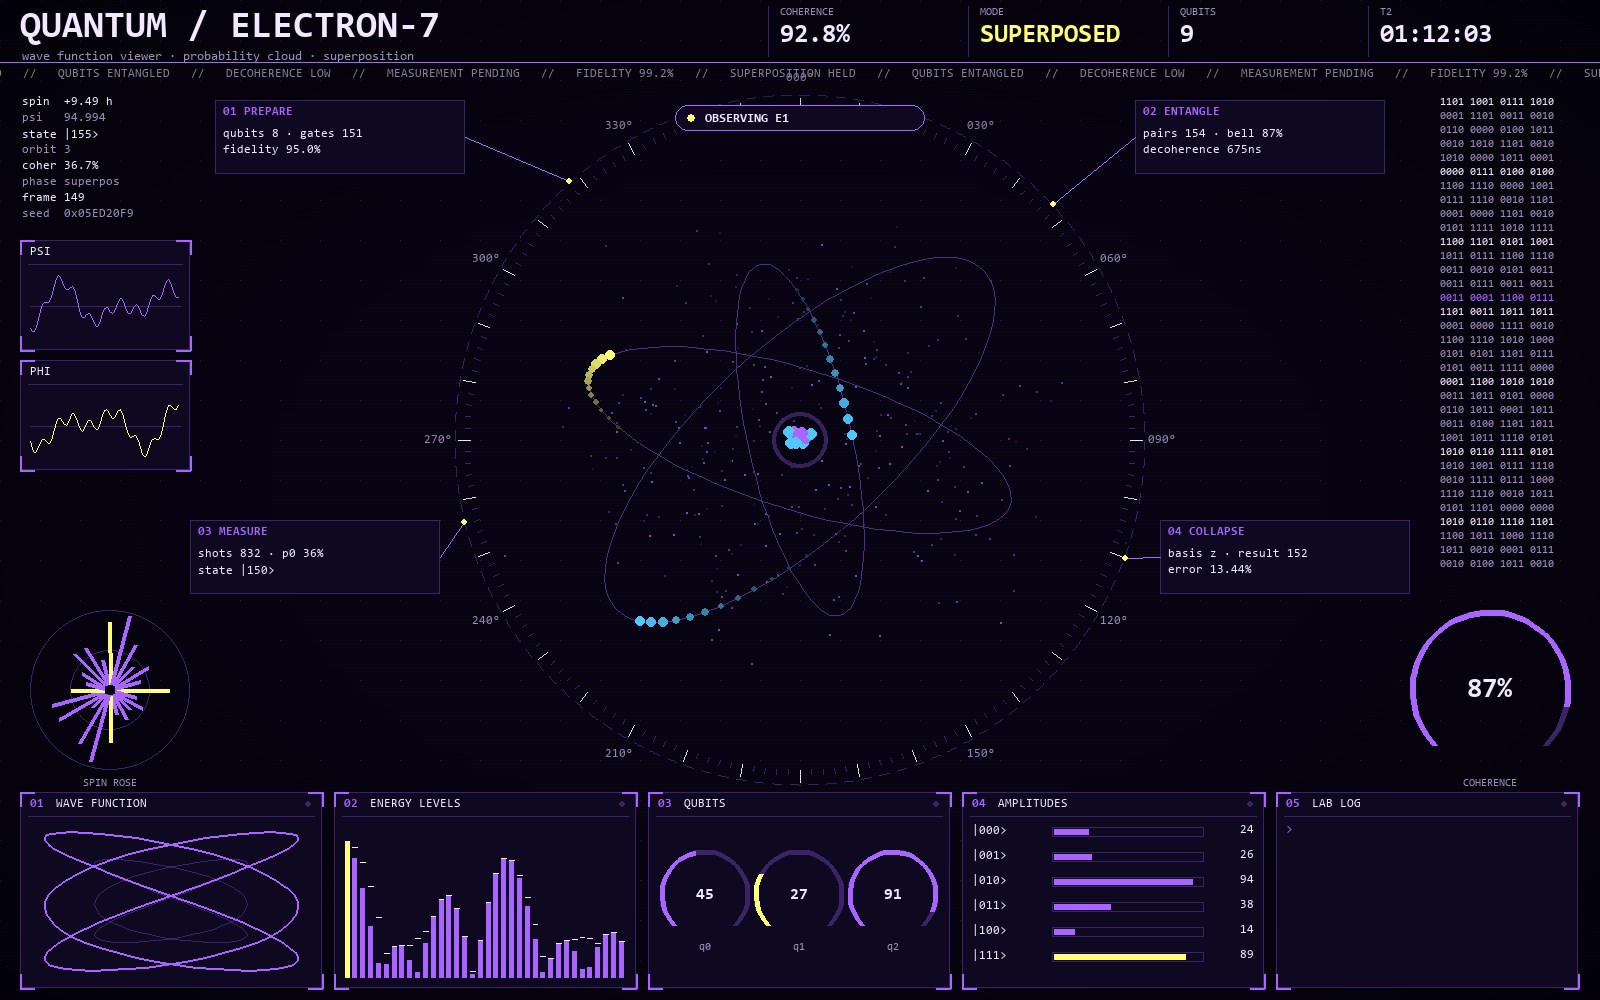 QUANTUM / ELECTRON-7
wave function viewer · probability cloud · superposition
COHERENCE
92.8%
MODE
SUPERPOSED
QUBITS
9
T2
01:12:03
// QUBITS ENTANGLED // DECOHERENCE LOW // MEASUREMENT PENDING // FIDELITY 99.2% // SUPERPOSITION HELD // QUBITS ENTANGLED // DECOHERENCE LOW // MEASUREMENT PENDING // FIDELITY 99.2% //
spin +9.49 h
psi 94.994
state |155>
orbit 3
coher 36.7%
phase superpos
frame 149
seed 0x05ED20F9
PSI
PHI
01 PREPARE
qubits 8 · gates 151
fidelity 95.0%
OBSERVING E1
02 ENTANGLE
pairs 154 · bell 87%
decoherence 675ns
03 MEASURE
shots 832 · p0 36%
state |150>
04 COLLAPSE
basis z · result 152
error 13.44%
000°
030°
060°
090°
120°
150°
210°
240°
270°
300°
330°
1101 1001 0111 1010
0001 1101 0011 0010
0110 0000 0100 1011
0010 1010 1010 0110
1010 0000 1011 0001
0000 0111 0100 0100
1100 1110 0000 1001
0111 1110 0010 1101
0001 0000 1101 0010
0101 1111 1010 1111
1100 1101 0101 1001
1011 0111 1100 1110
0011 0010 0101 0011
0011 0111 0011 0011
0011 0001 1100 0111
1101 0011 1011 1011
0001 0000 1111 0010
1100 1110 1010 1000
0101 0101 1101 0111
0101 0011 1111 0000
0001 1100 1010 1010
0011 1011 0101 0000
0110 1011 0001 1011
0011 0100 1101 1011
1001 1011 1110 0101
1010 0110 1111 0101
1010 1001 0111 1110
0010 1111 0111 1000
1110 1110 0010 1011
0101 1101 0000 0000
1010 0110 1110 1101
1100 1011 1000 1110
1011 0010 0001 0111
0010 0100 1011 0010
SPIN ROSE
87%
COHERENCE
01 WAVE FUNCTION
02 ENERGY LEVELS
03 QUBITS
45
q0
27
q1
91
q2
04 AMPLITUDES
|000> 24
|001> 26
|010> 94
|011> 38
|100> 14
|111> 89
05 LAB LOG
>